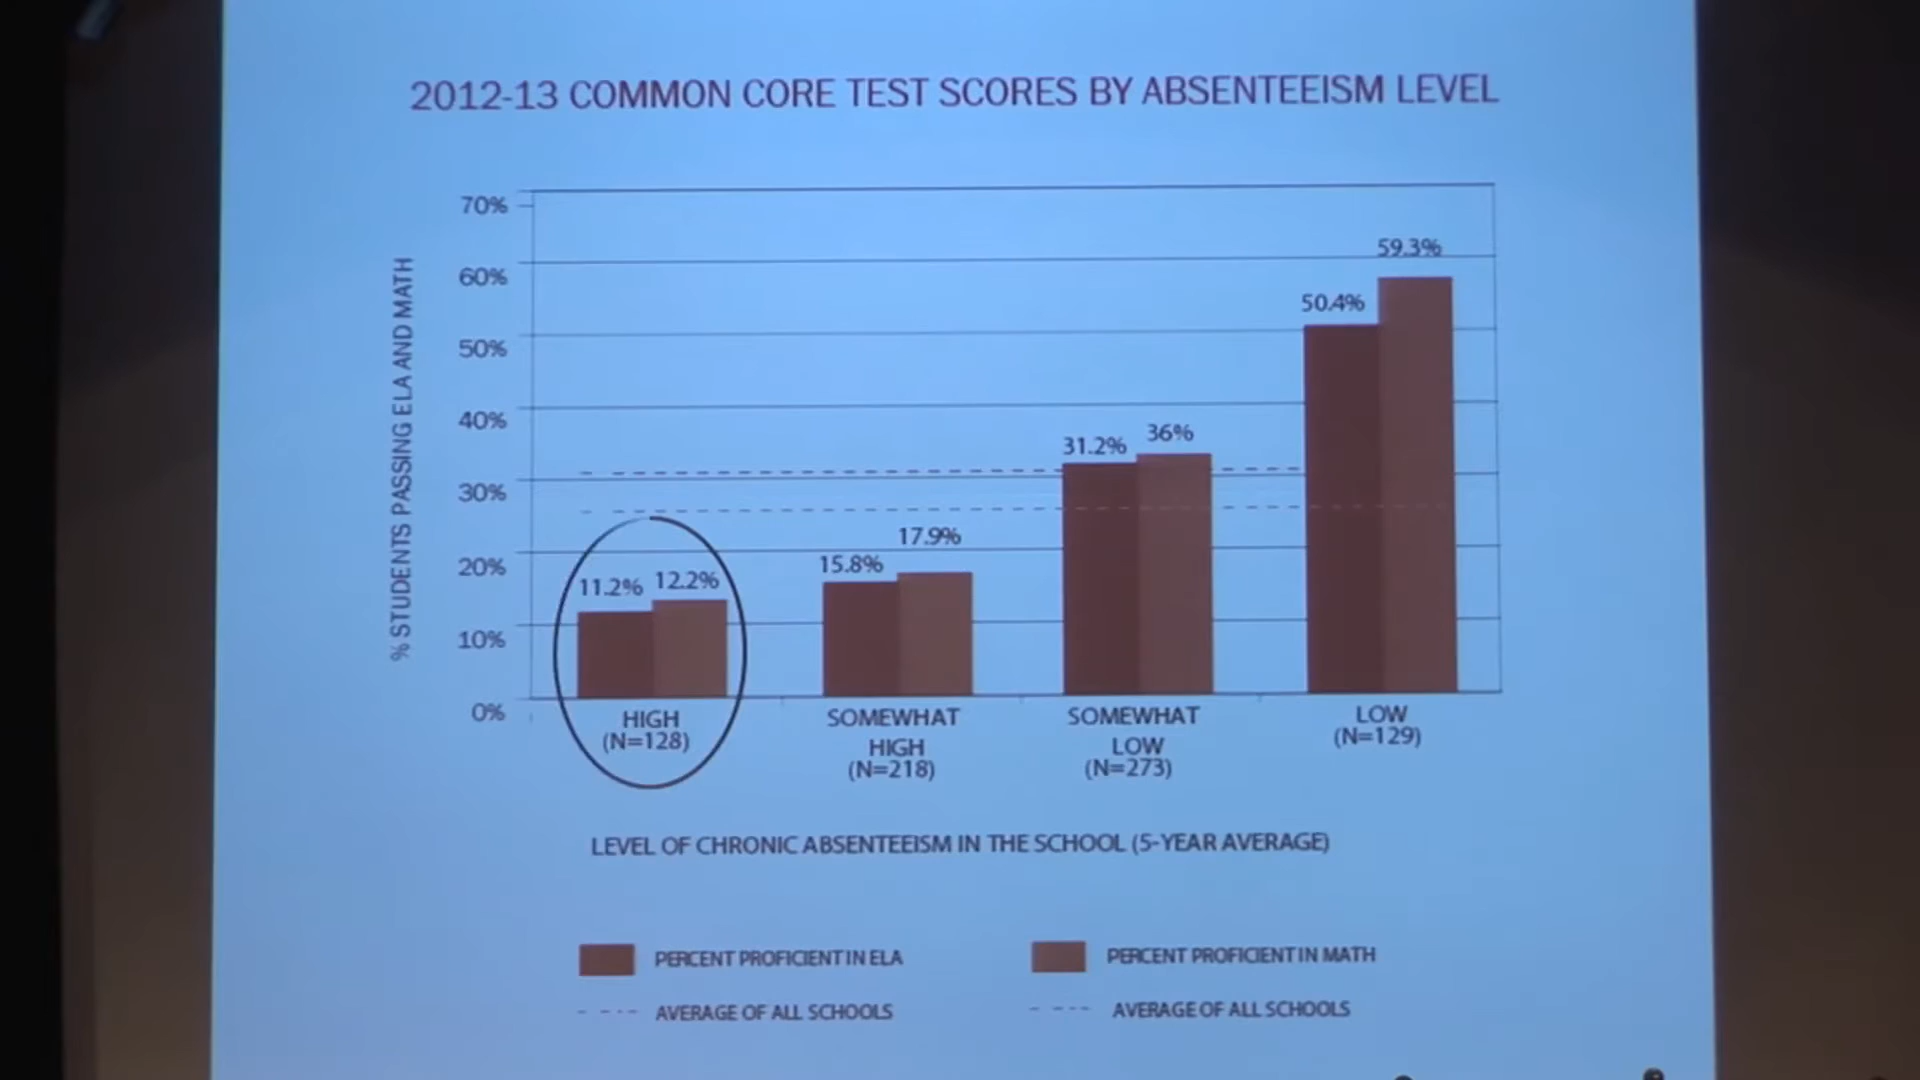 2012-13 COMMON CORE TEST SCORES BY ABSENTEEISM LEVEL
% STUDENTS PASSING ELA AND MATH
70%
60%
50%
40%
30%
20%
10%
0%
11.2%
12.2%
15.8%
17.9%
31.2%
36%
50.4%
59.3%
HIGH
(N=128)
SOMEWHAT
HIGH
(N=218)
SOMEWHAT
LOW
(N=273)
LOW
(N=129)
LEVEL OF CHRONIC ABSENTEEISM IN THE SCHOOL (5-YEAR AVERAGE)
PERCENT PROFICIENT IN ELA
PERCENT PROFICIENT IN MATH
AVERAGE OF ALL SCHOOLS
AVERAGE OF ALL SCHOOLS